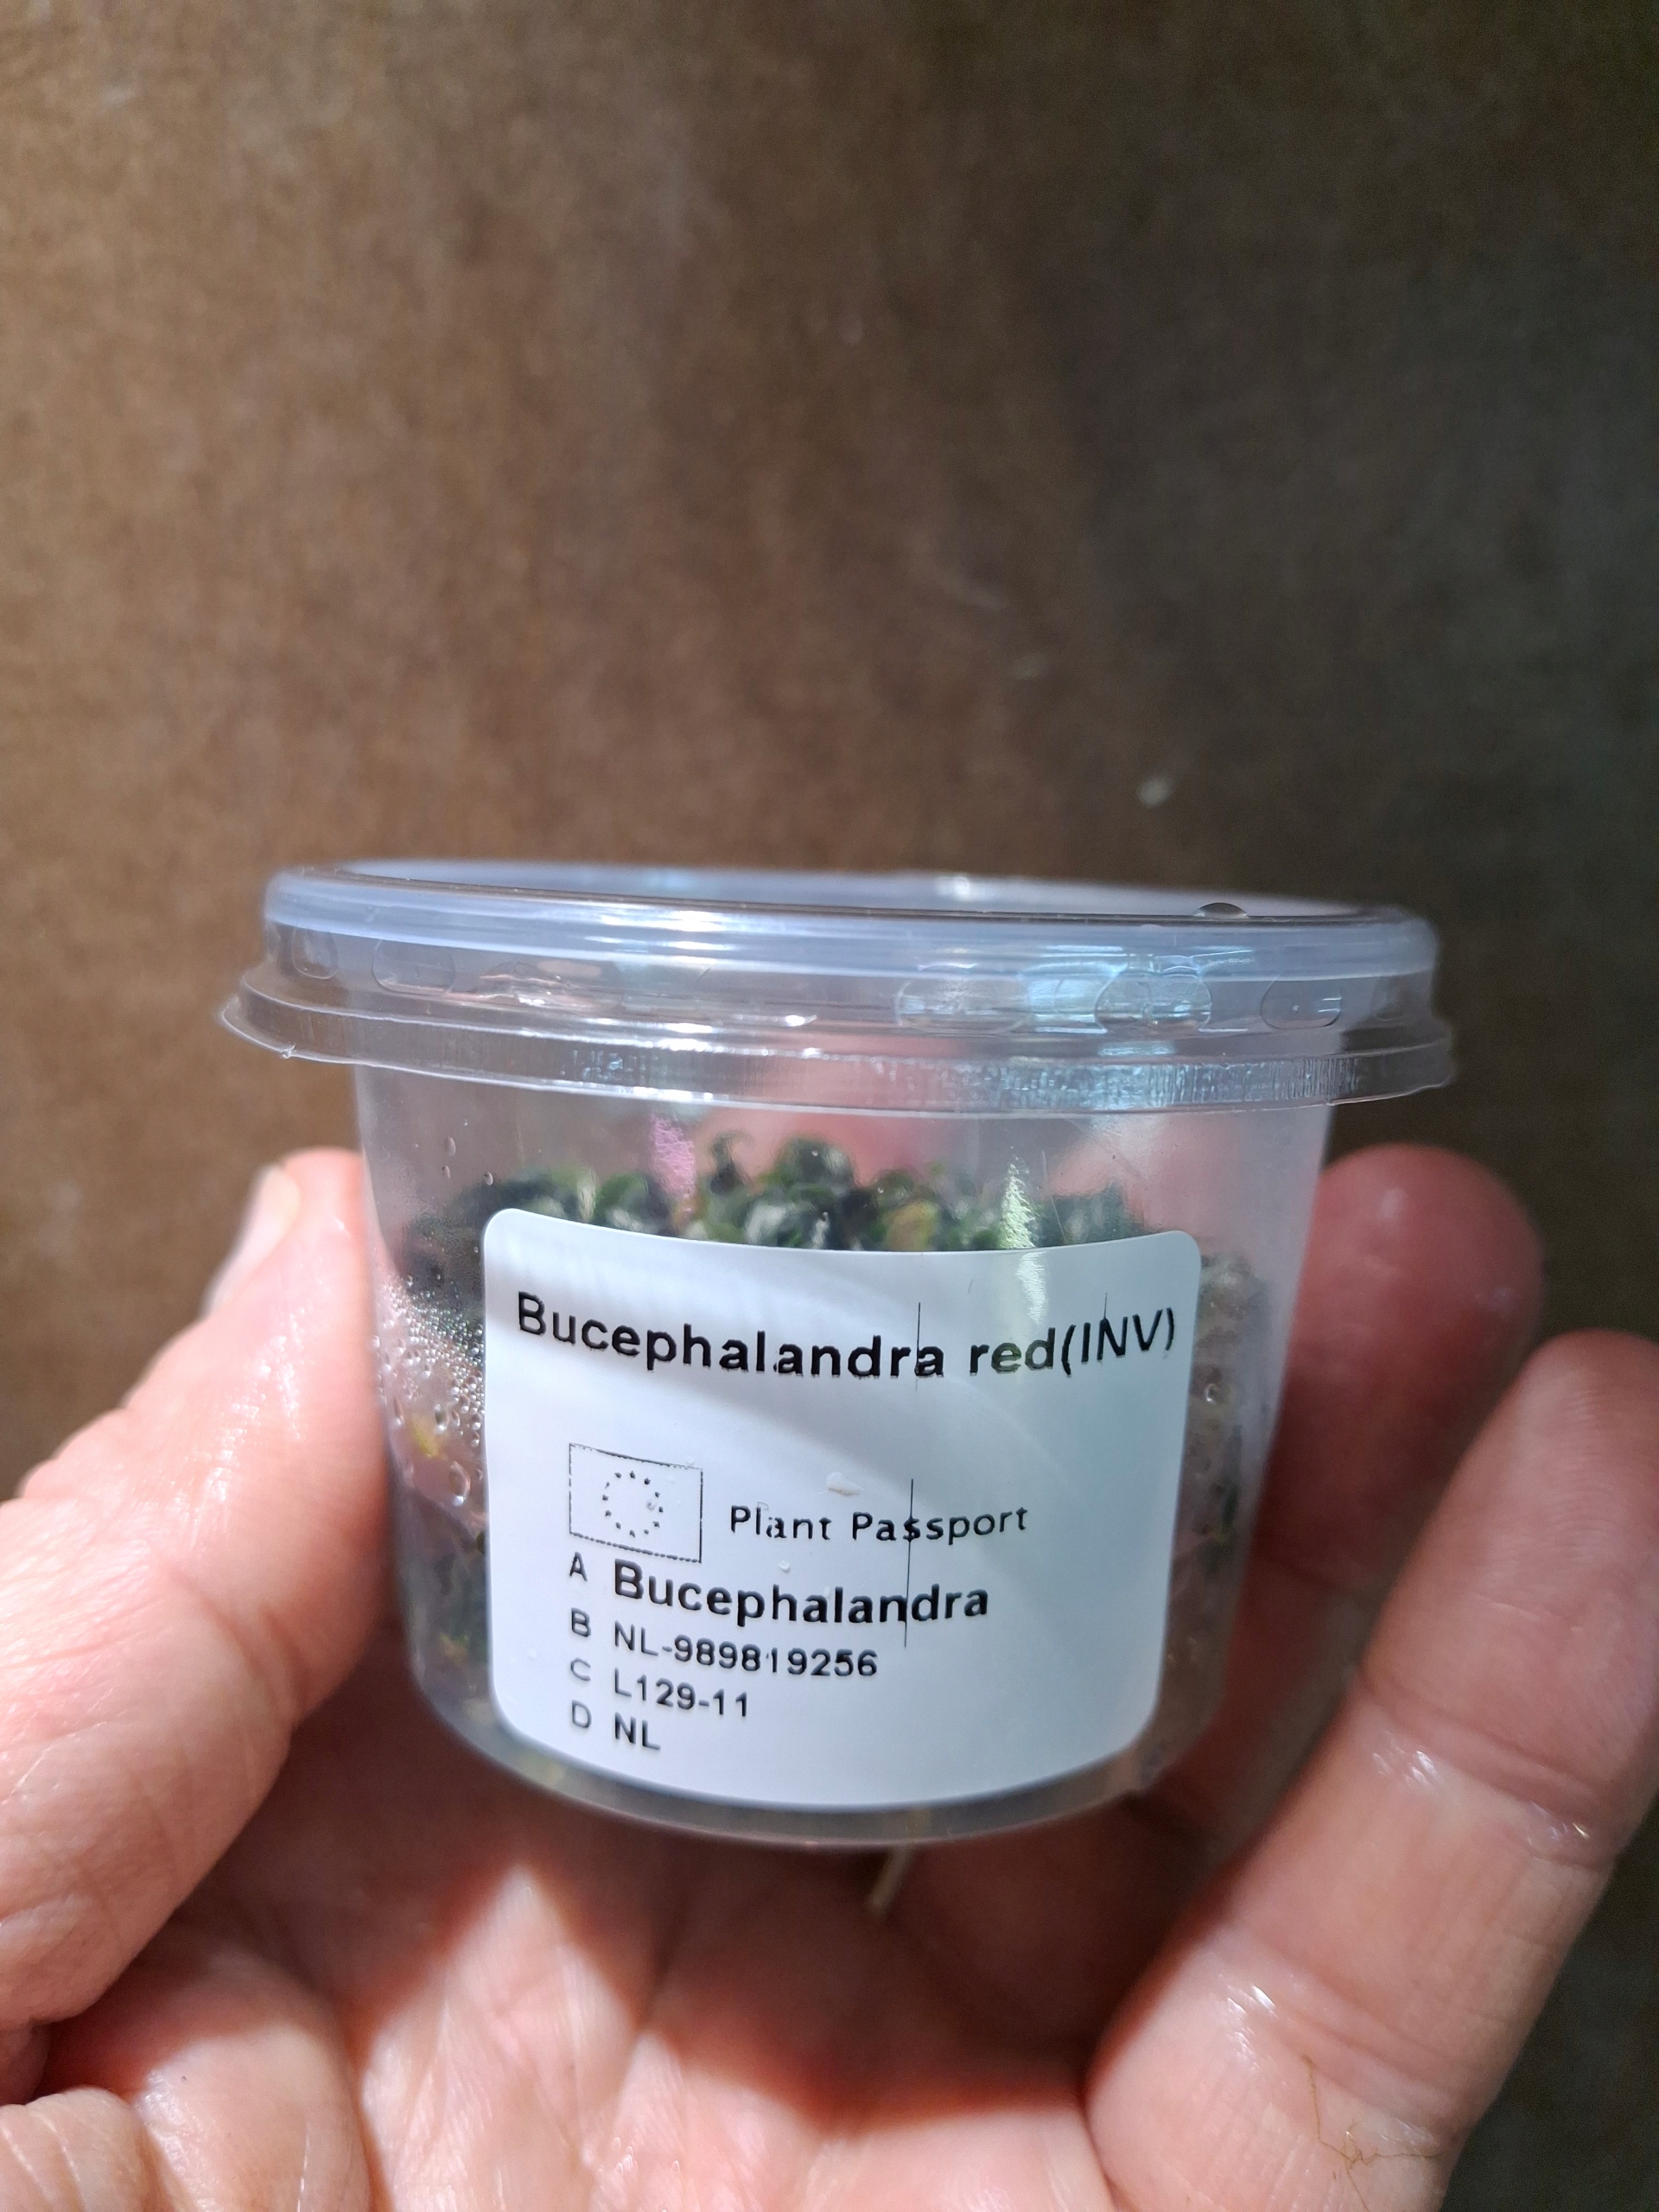 Bucephalandra red(INV)
Plant Passport
A Bucephalandra
B NL-989819256
C L129-11
D NL